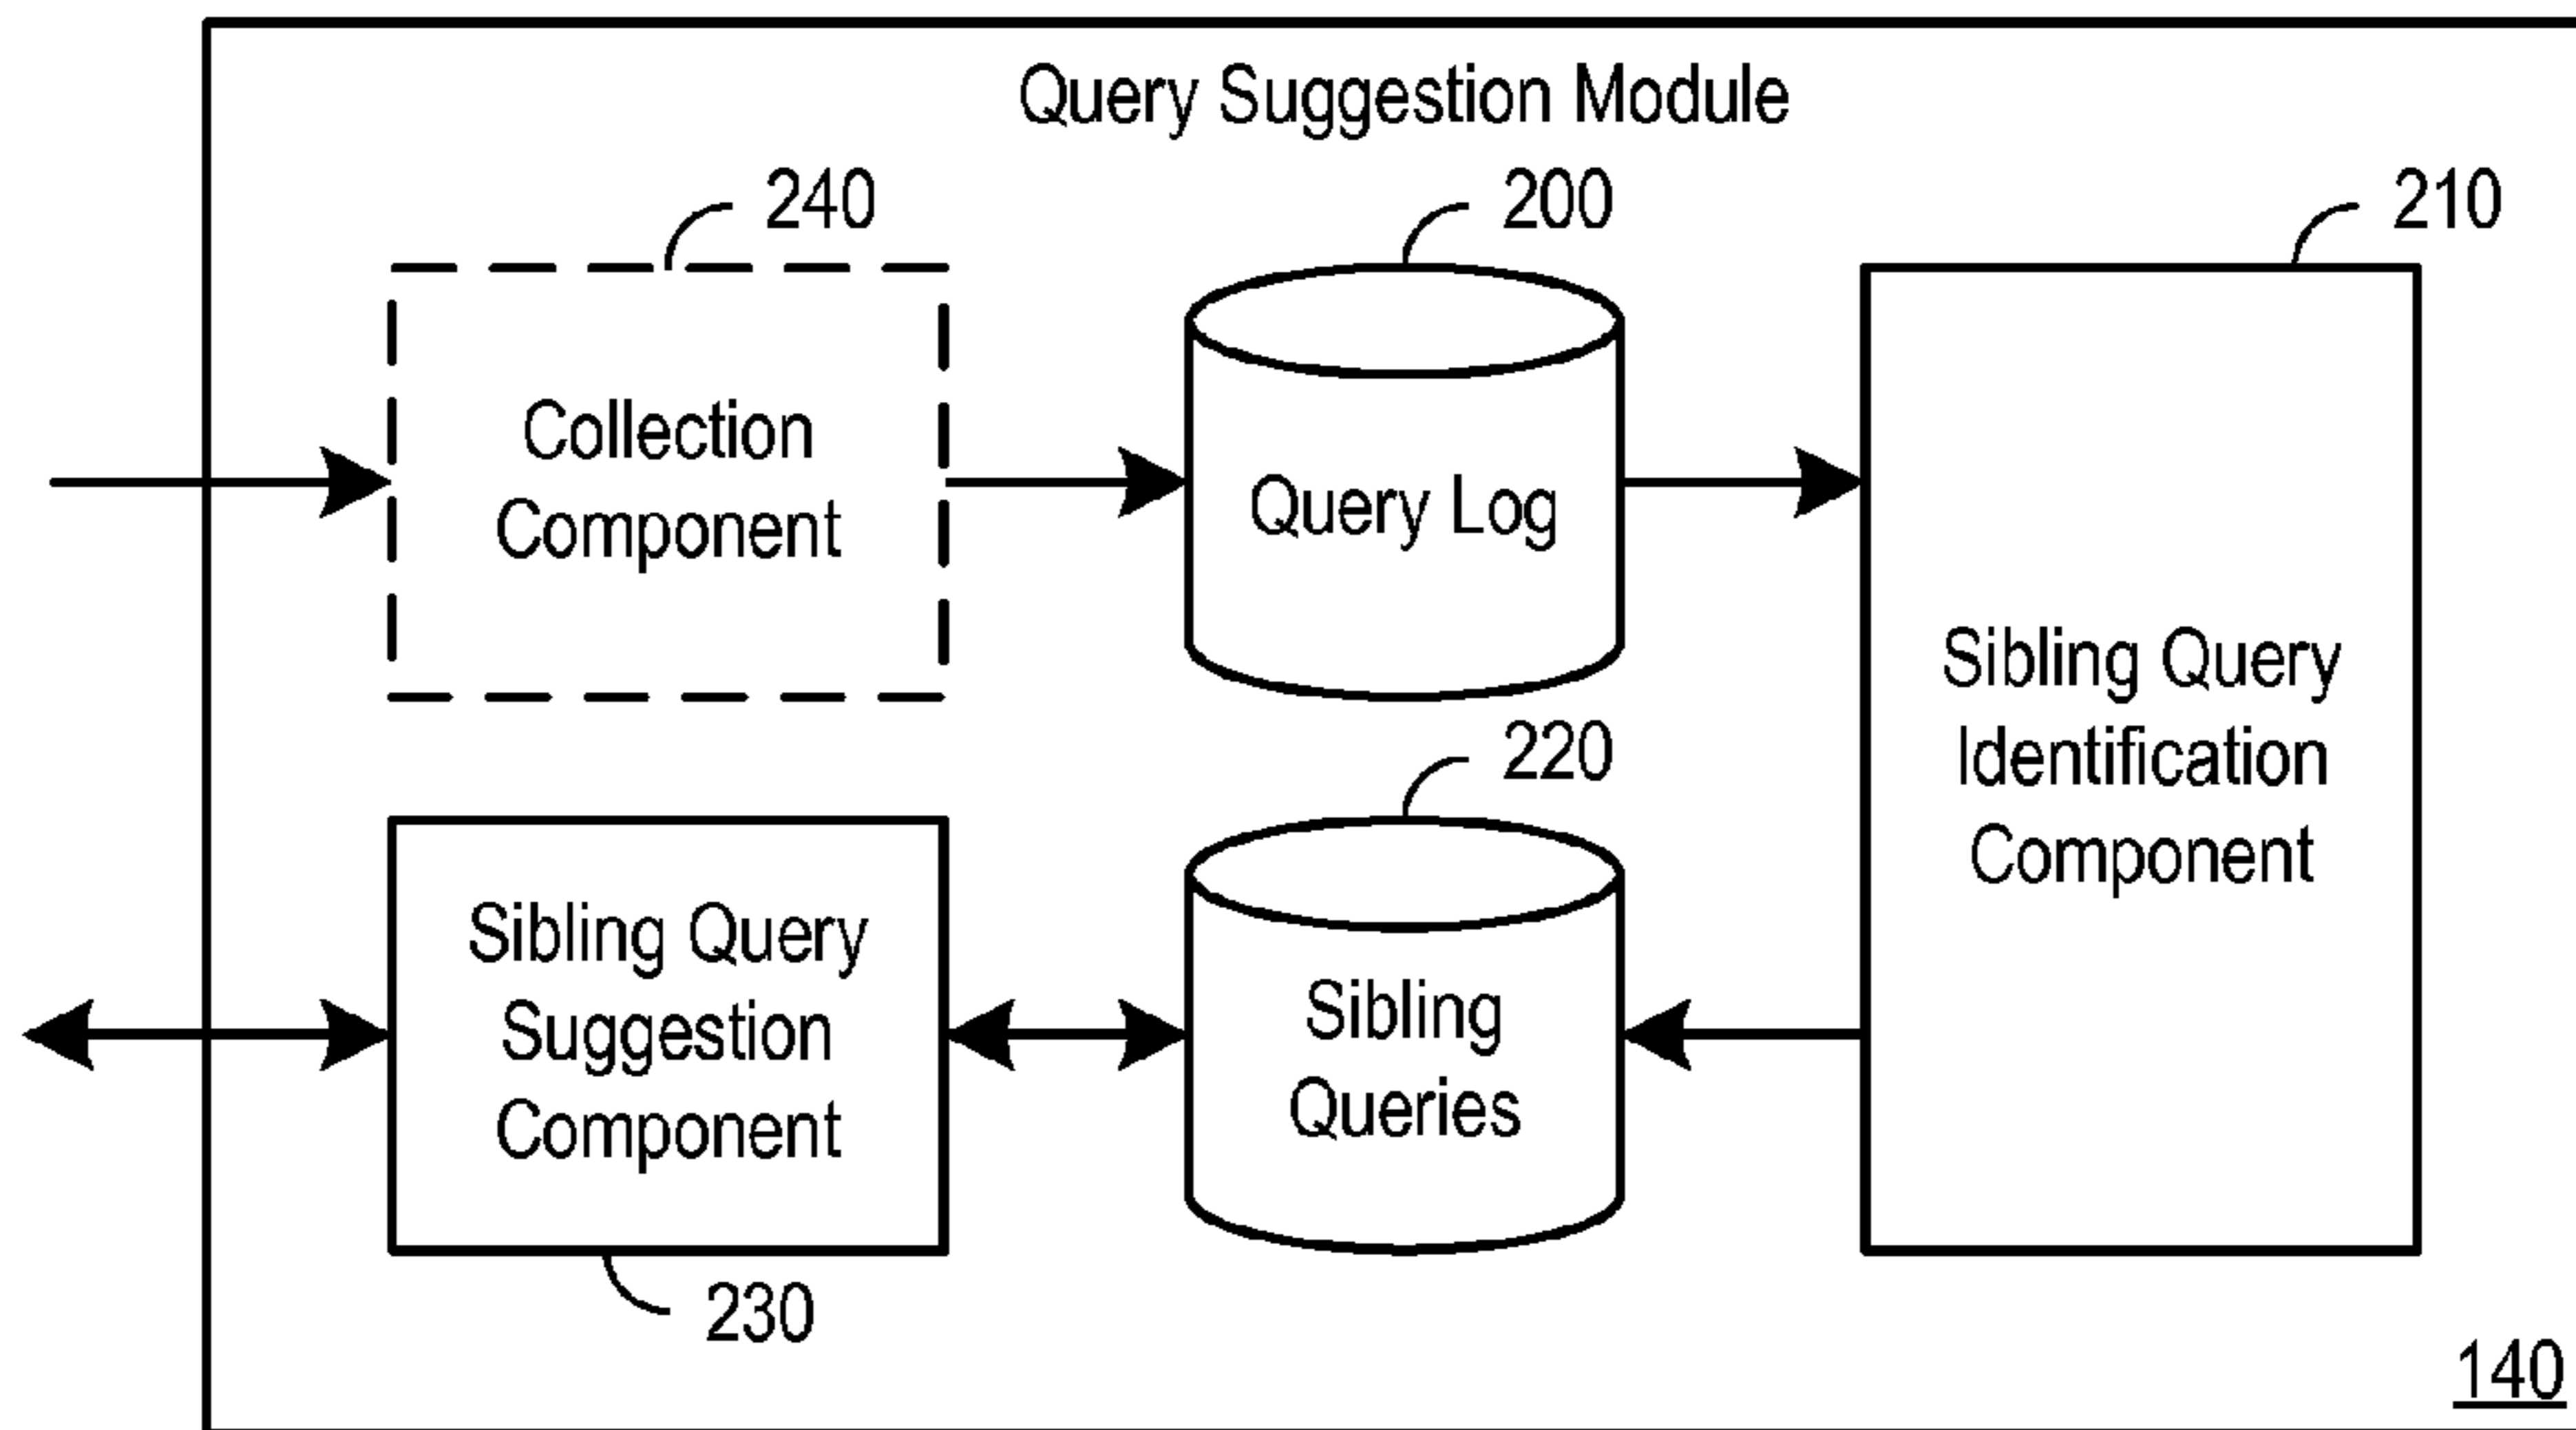 Query Suggestion Module
240
200
210
Collection
Component
Query Log
Sibling Query
Identification
Component
220
Sibling Query
Suggestion
Component
Sibling
Queries
230
140